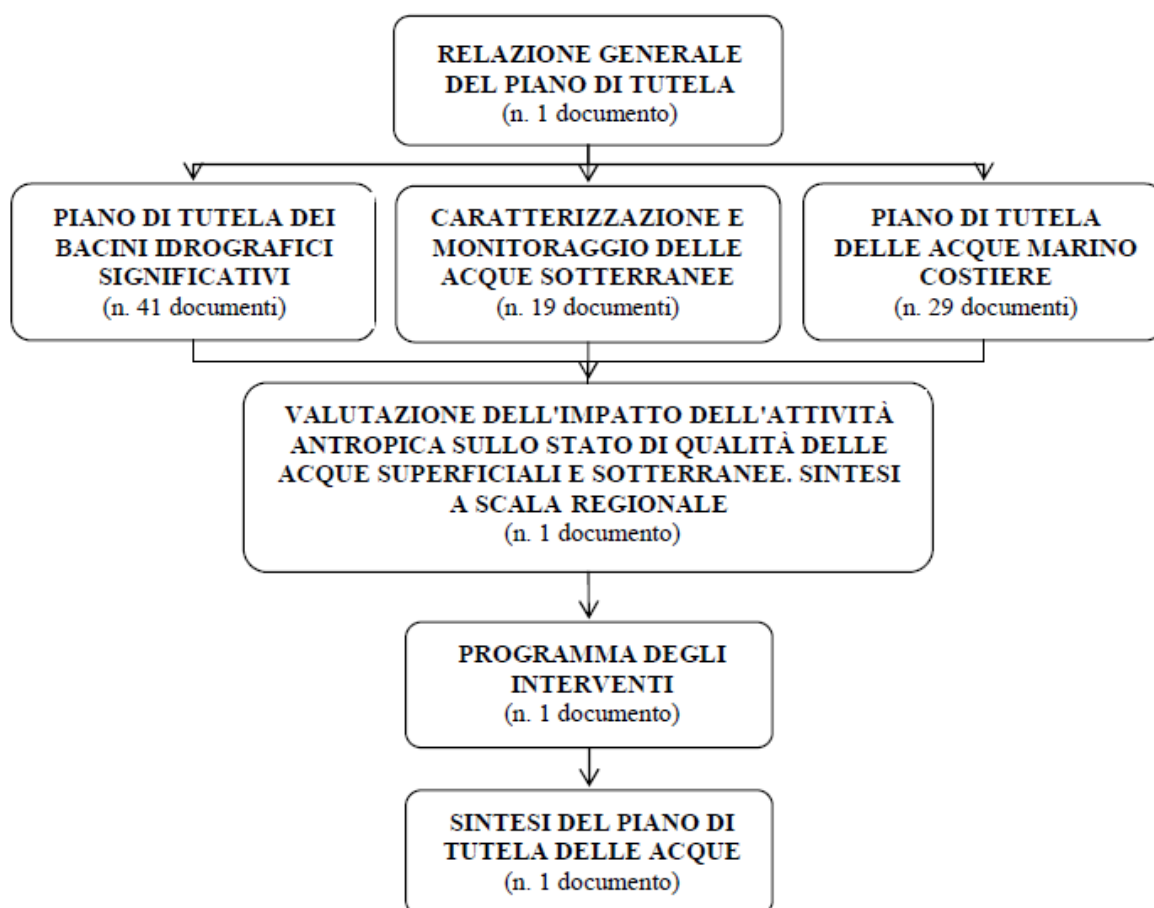 RELAZIONE GENERALE
DEL PIANO DI TUTELA
(n. 1 documento)
PIANO DI TUTELA DEI
BACINI IDROGRAFICI
SIGNIFICATIVI
(n. 41 documenti)
CARATTERIZZAZIONE E
MONITORAGGIO DELLE
ACQUE SOTTERRANEE
(n. 19 documenti)
PIANO DI TUTELA
DELLE ACQUE MARINO
COSTIERE
(n. 29 documenti)
VALUTAZIONE DELL'IMPATTO DELL'ATTIVITÀ
ANTROPICA SULLO STATO DI QUALITÀ DELLE
ACQUE SUPERFICIALI E SOTTERRANEE. SINTESI
A SCALA REGIONALE
(n. 1 documento)
PROGRAMMA DEGLI
INTERVENTI
(n. 1 documento)
SINTESI DEL PIANO DI
TUTELA DELLE ACQUE
(n. 1 documento)